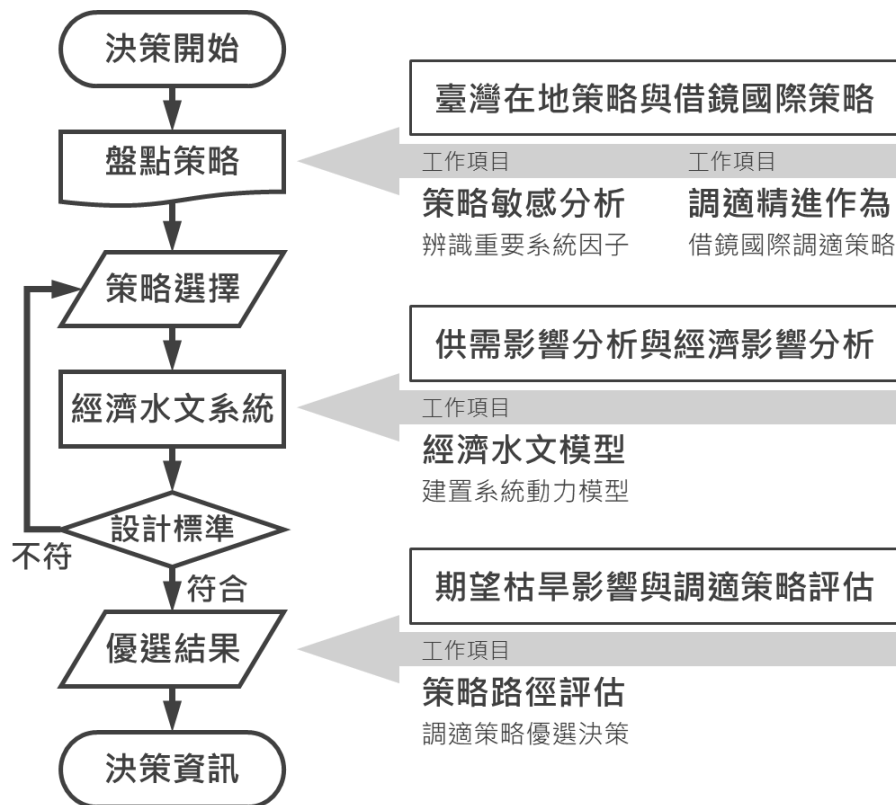 決策開始
盤點策略
策略選擇
經濟水文系統
設計標準
不符
符合
優選結果
決策資訊
臺灣在地策略與借鏡國際策略
工作項目
策略敏感分析
辨識重要系統因子
工作項目
調適精進作為
借鏡國際調適策略
供需影響分析與經濟影響分析
工作項目
經濟水文模型
建置系統動力模型
期望枯旱影響與調適策略評估
工作項目
策略路徑評估
調適策略優選決策